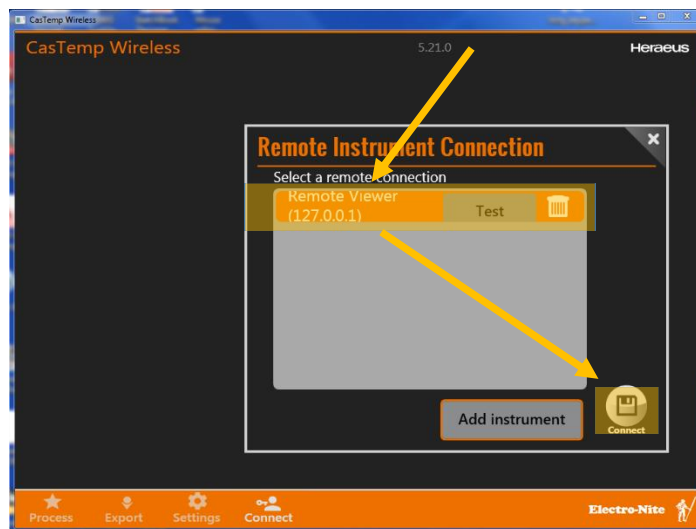 CasTemp Wireless
CasTemp Wireless
5.21.0
Heraeus
Remote Instrument Connection
Select a remote connection
Remote Viewer
(127.0.0.1)
Test
Add instrument
Connect
Process
Export
Settings
Connect
Electro-Nite